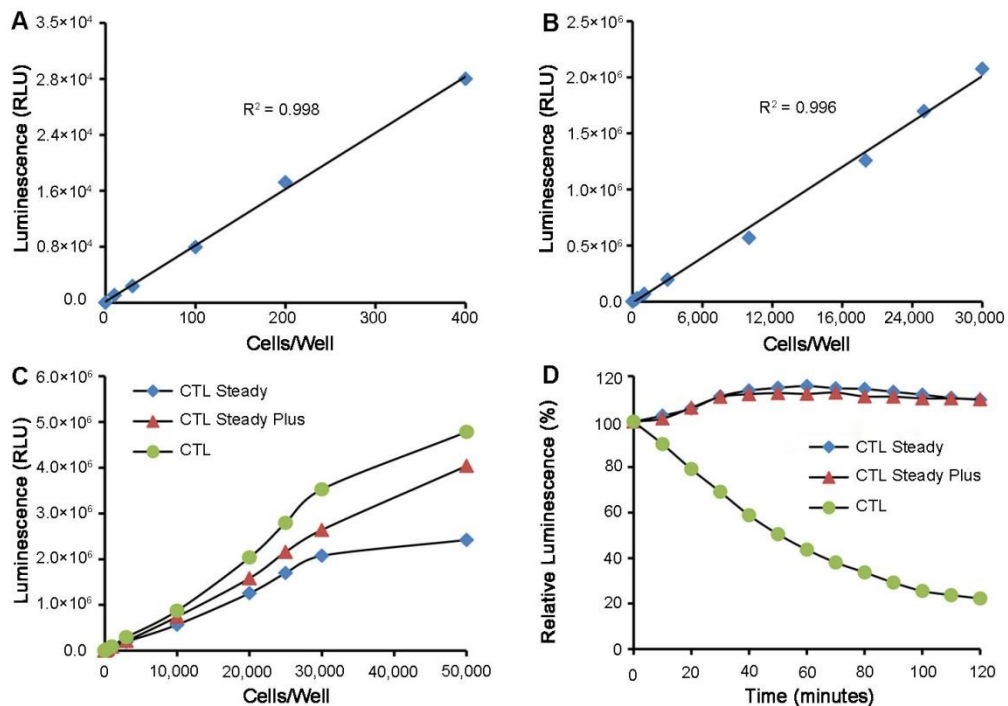 A
Luminescence (RLU)
3.5×10⁴
2.8×10⁴
2.4×10⁴
1.6×10⁴
0.8×10⁴
0.0
R² = 0.998
0 100 200 300 400
Cells/Well
B
Luminescence (RLU)
2.5×10⁶
2.0×10⁶
1.5×10⁶
1.0×10⁶
0.5×10⁶
0.0
R² = 0.996
0 6,000 12,000 16,000 24,000 30,000
Cells/Well
C
Luminescence (RLU)
6.0×10⁶
4.0×10⁶
4.0×10⁶
2.0×10⁶
1.0×10⁶
0.0
CTL Steady
CTL Steady Plus
CTL
0 10,000 20,000 30,000 40,000 50,000
Cells/Well
D
Relative Luminescence (%)
120
100
80
60
40
20
0
CTL Steady
CTL Steady Plus
CTL
0 20 40 60 80 100 120
Time (minutes)